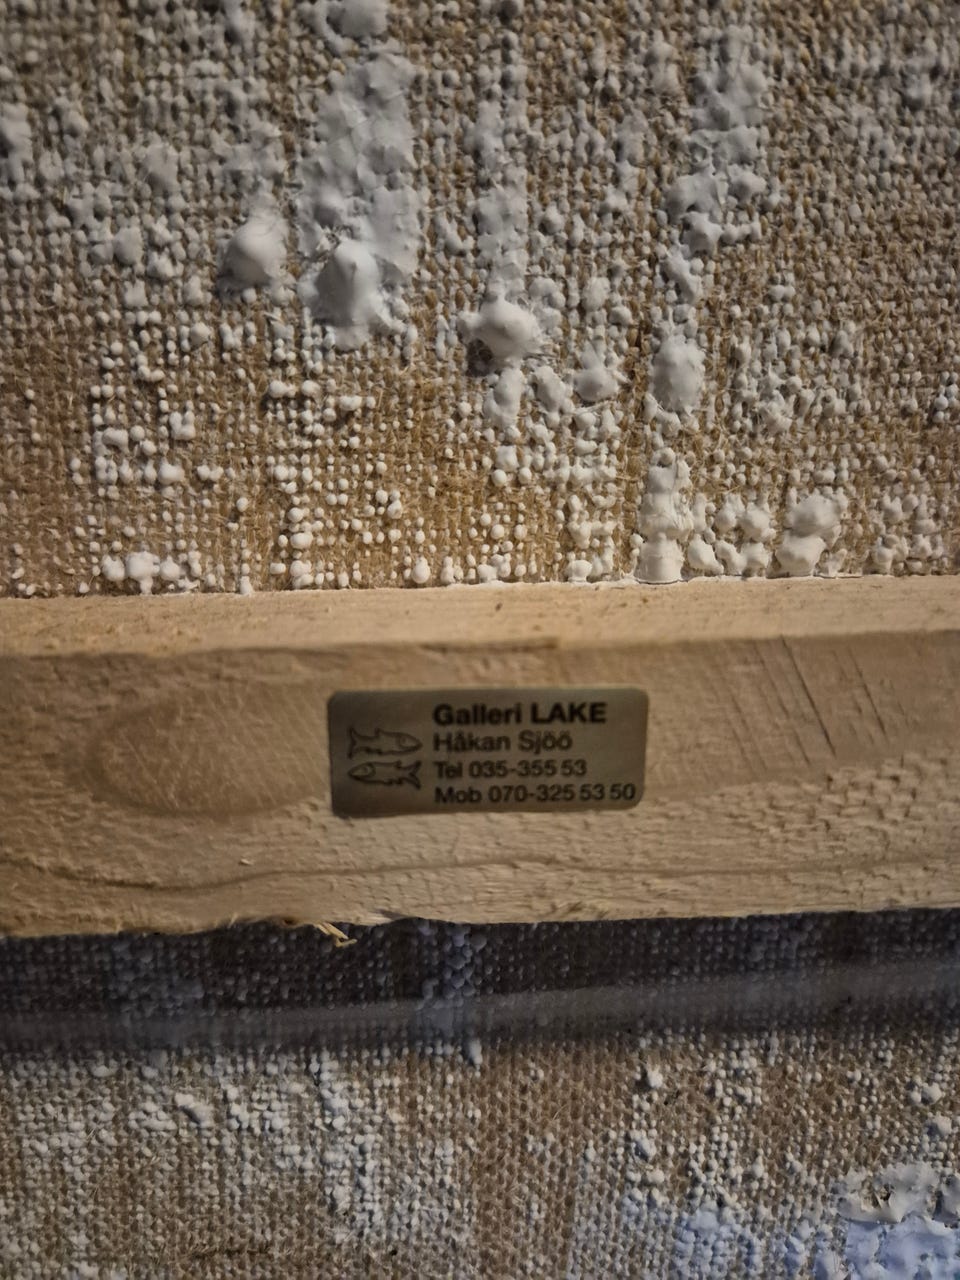 Galleri LAKE
Håkan Sjöö
Tel 035-355 53
Mob 070-325 53 50